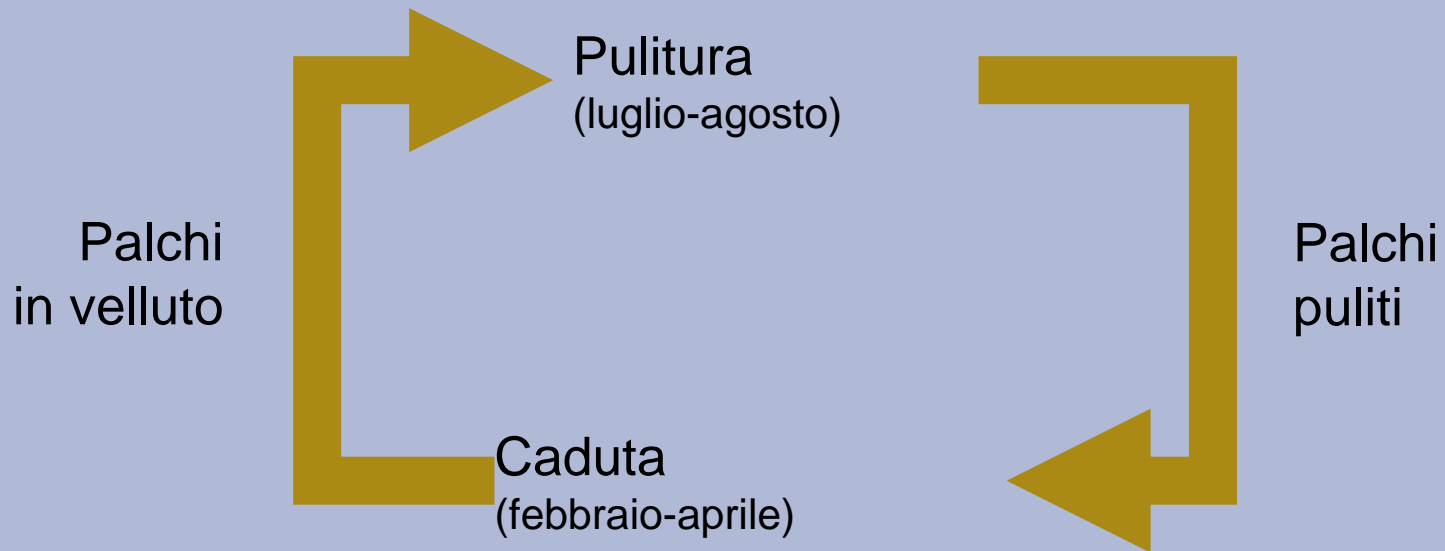 Pulitura
(luglio-agosto)
Palchi
in velluto
Palchi
puliti
Caduta
(febbraio-aprile)